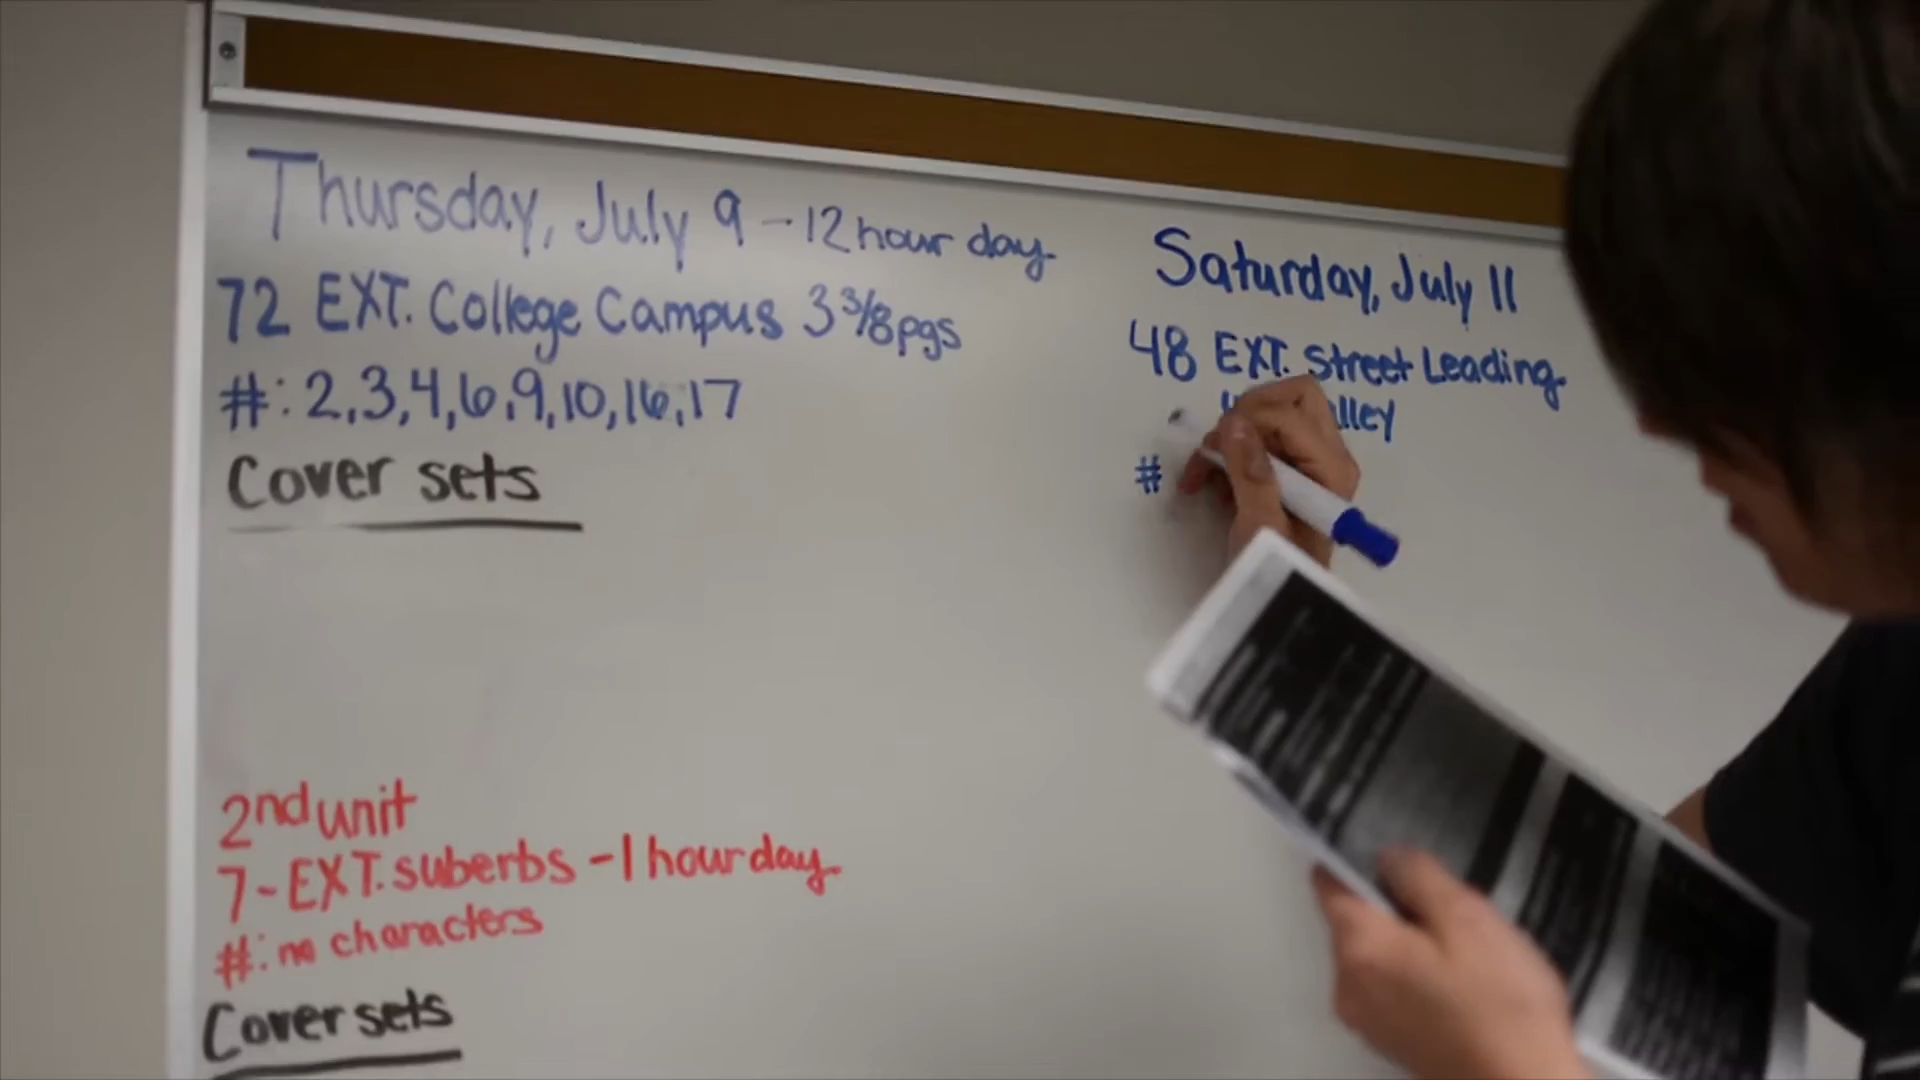 Thursday, July 9 - 12 hour day
72 EXT. College Campus 3 3/8 pgs
#: 2,3,4,6,9,10,16,17
Cover sets
2nd unit
7- EXT. suberbs - 1 hour day
#: no characters
Cover sets
Saturday, July 11
48 EXT. Street Leading
#